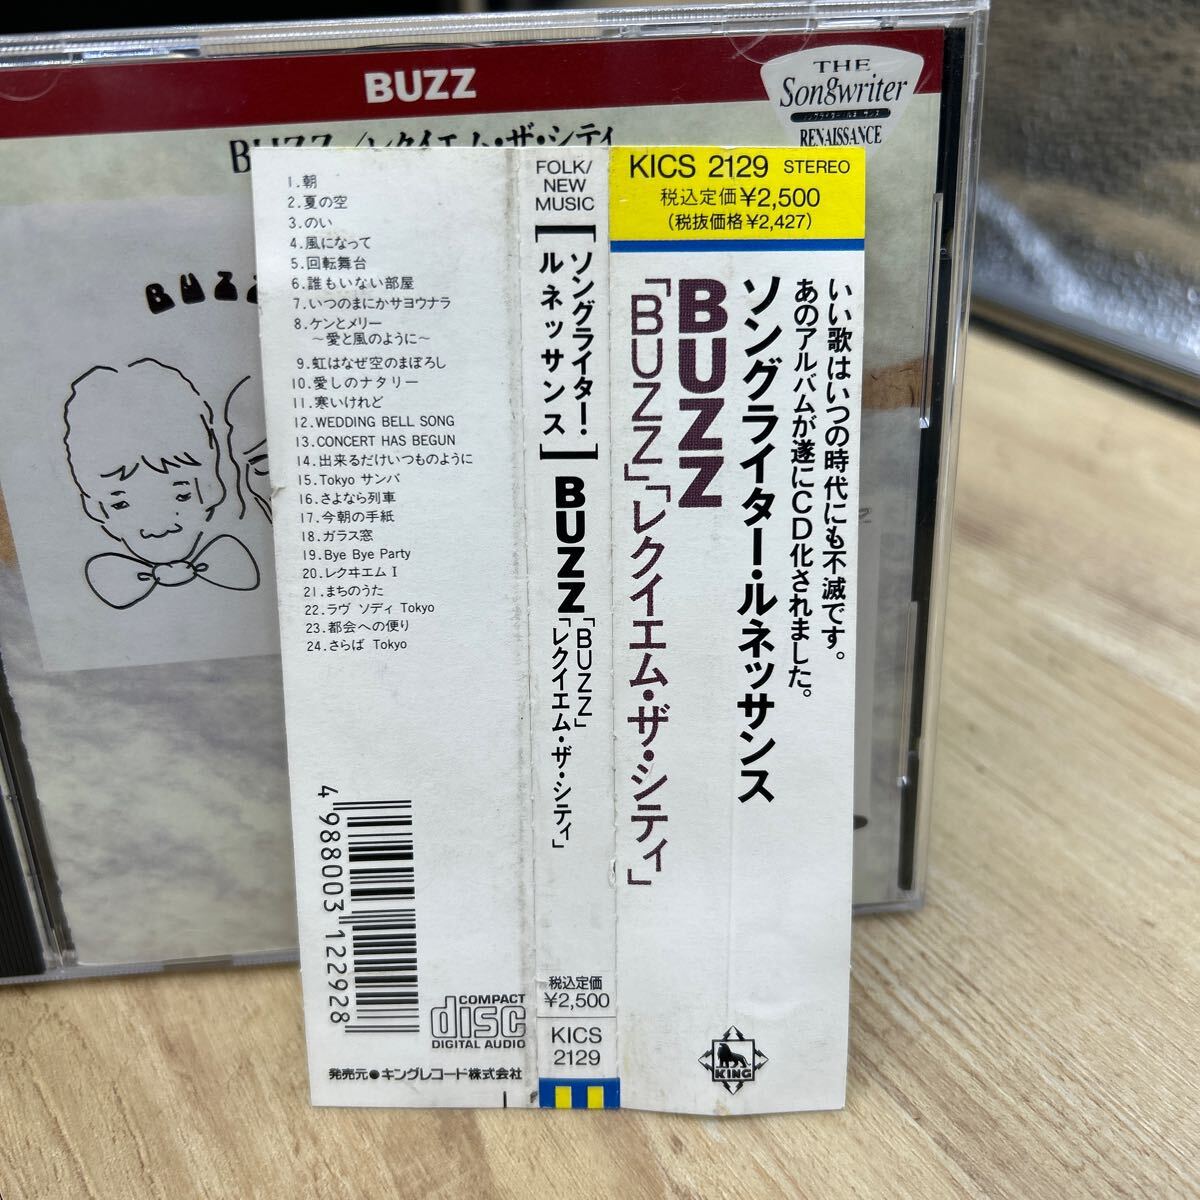 BUZZ
THE
Songwriter
ソングライター・ルネッサンス
RENAISSANCE
BUZZ/レクイエム・ザ・シティ
BUZZ
1.朝
2.夏の空
3.のい
4.風になって
5.回転舞台
6.誰もいない部屋
7.いつのまにかサヨウナラ
8.ケンとメリー
～愛と風のように～
9.虹はなぜ空のまぼろし
10.愛しのナタリー
11.寒いけれど
12.WEDDING BELL SONG
13.CONCERT HAS BEGUN
14.出来るだけいつものように
15.Tokyo サンバ
16.さよなら列車
17.今朝の手紙
18.ガラス窓
19.Bye Bye Party
20.レクヰエム I
21.まちのうた
22.ラヴ ソディ Tokyo
23.都会への便り
24.さらば Tokyo
4988003122928
COMPACT
disc
DIGITAL AUDIO
発売元●キングレコード株式会社
FOLK/
NEW
MUSIC
[ソングライター!
ルネッサンス]
BUZZ
「BUZZ」
「レクイエム・ザ・シティ」
税込定価
¥2,500
KICS
2129
KICS 2129 STEREO
税込定価¥2,500
(税抜価格¥2,427)
いい歌はいつの時代にも不滅です。
あのアルバムが遂にCD化されました。
ソングライター・ルネッサンス
BUZZ
「BUZZ」「レクイエム・ザ・シティ」
KING